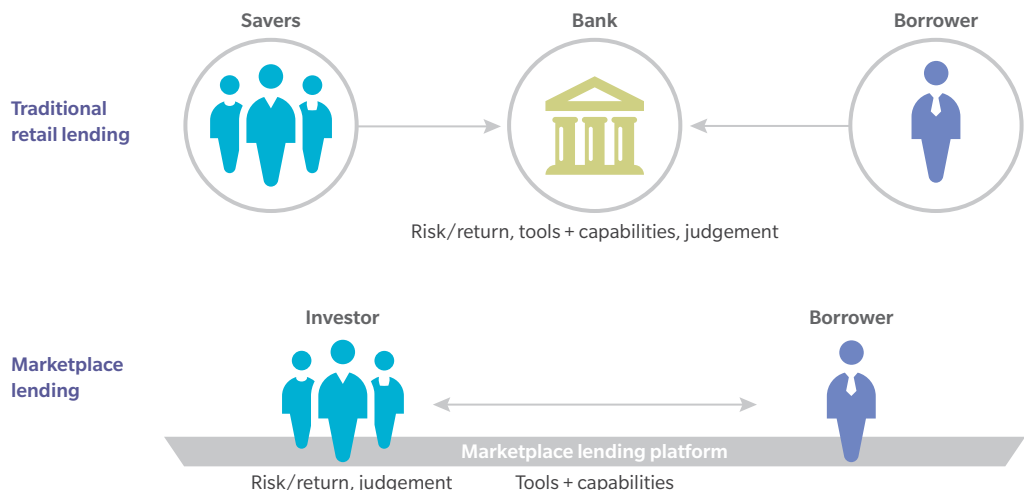 Savers
Bank
Borrower
Traditional
retail lending
Risk/return, tools + capabilities, judgement
Investor
Borrower
Marketplace
lending
Marketplace lending platform
Risk/return, judgement
Tools + capabilities